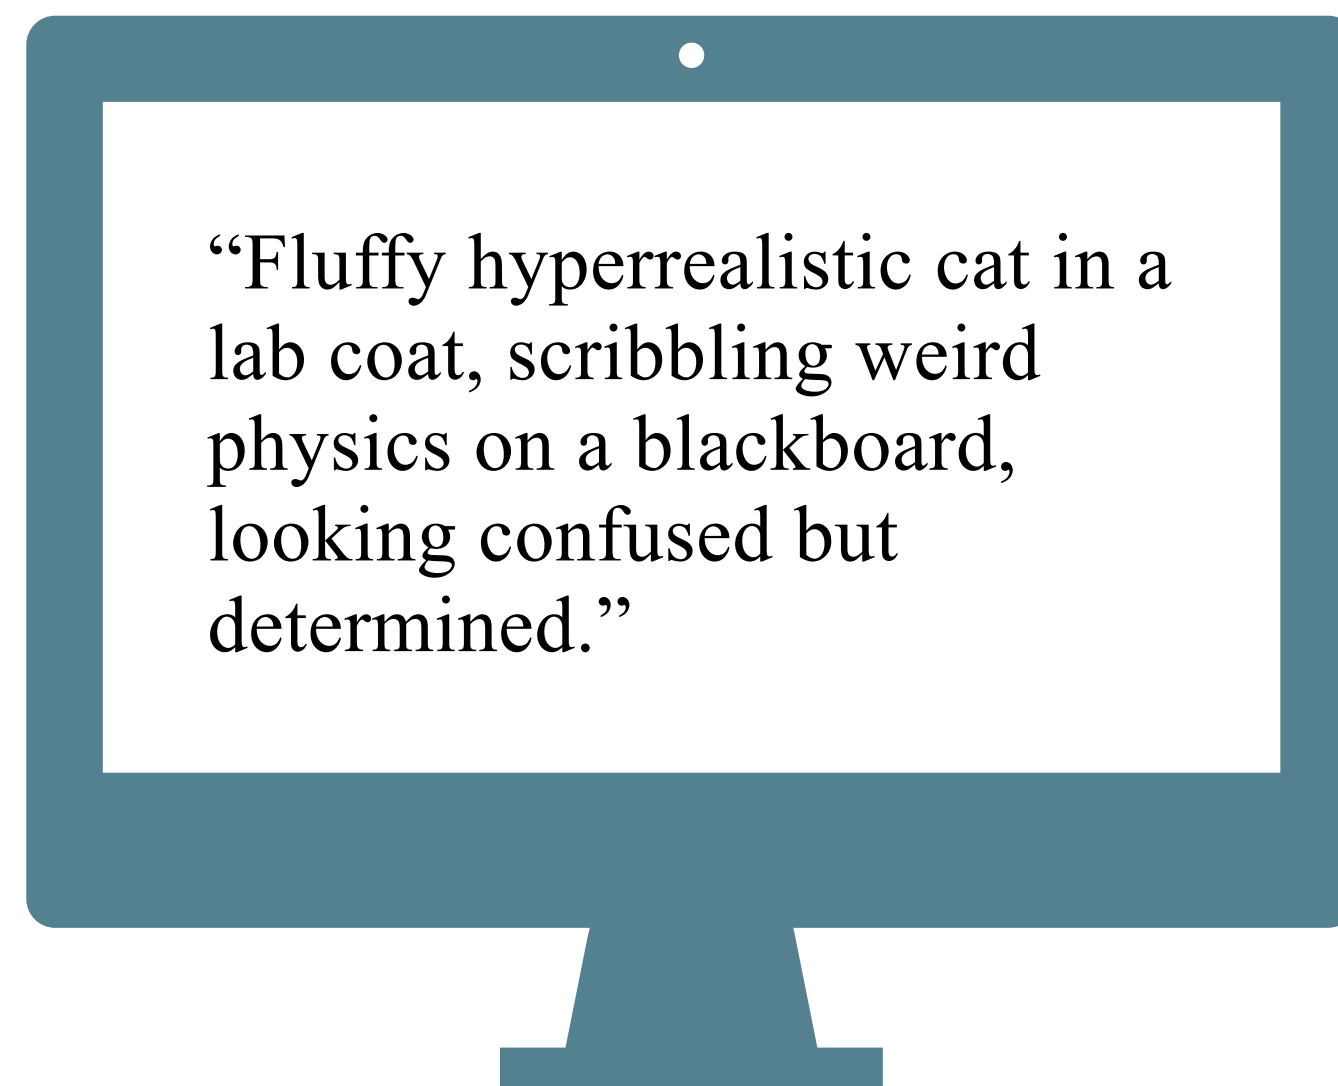 “Fluffy hyperrealistic cat in a
lab coat, scribbling weird
physics on a blackboard,
looking confused but
determined.”